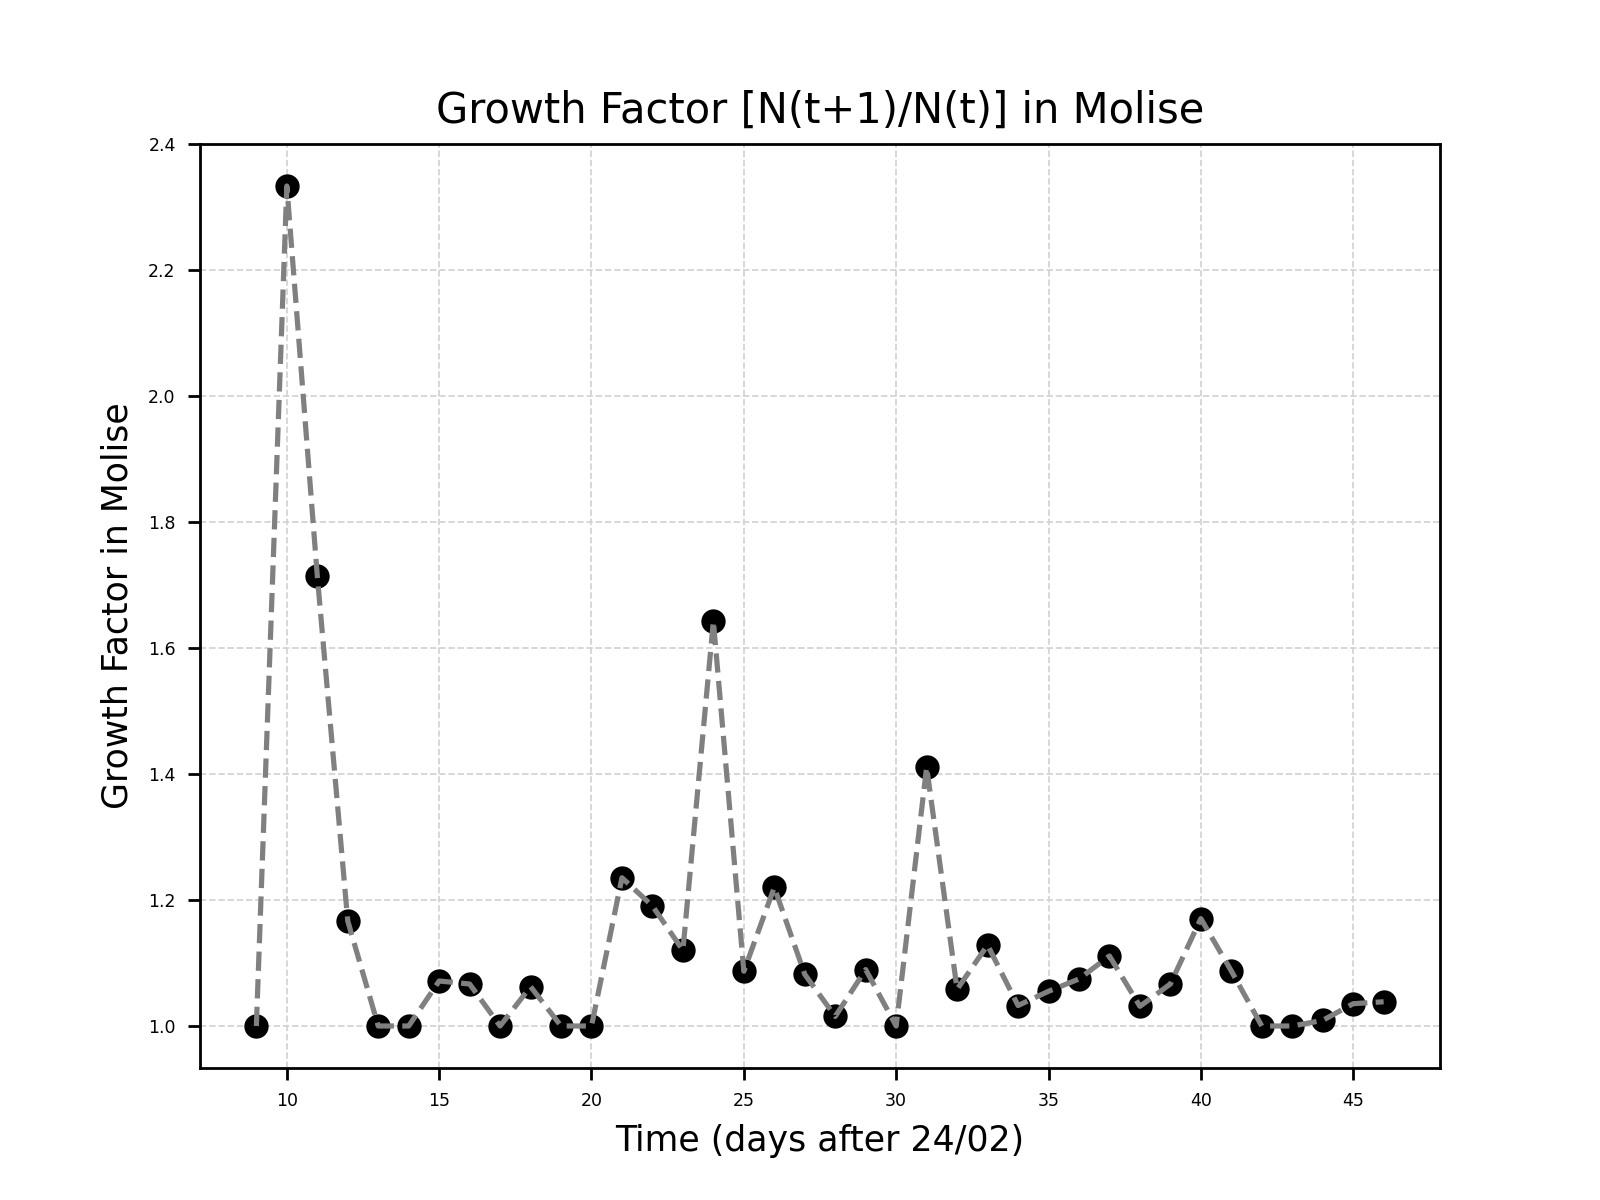 Growth Factor [N(t+1)/N(t)] in Molise
Growth Factor in Molise
2.4
2.2
2.0
1.8
1.6
1.4
1.2
1.0
10 15 20 25 30 35 40 45
Time (days after 24/02)